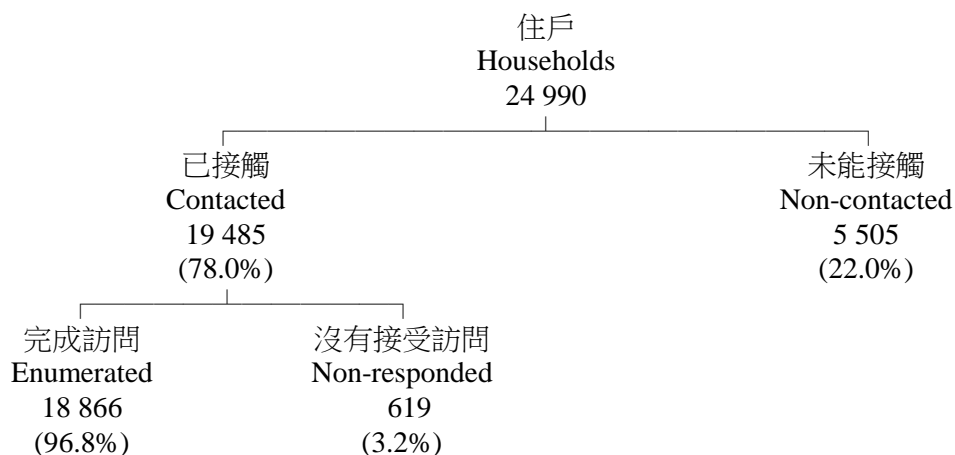 住戶
Households
24 990
已接觸
Contacted
19 485
(78.0%)
未能接觸
Non-contacted
5 505
(22.0%)
完成訪問
Enumerated
18 866
(96.8%)
沒有接受訪問
Non-responded
619
(3.2%)